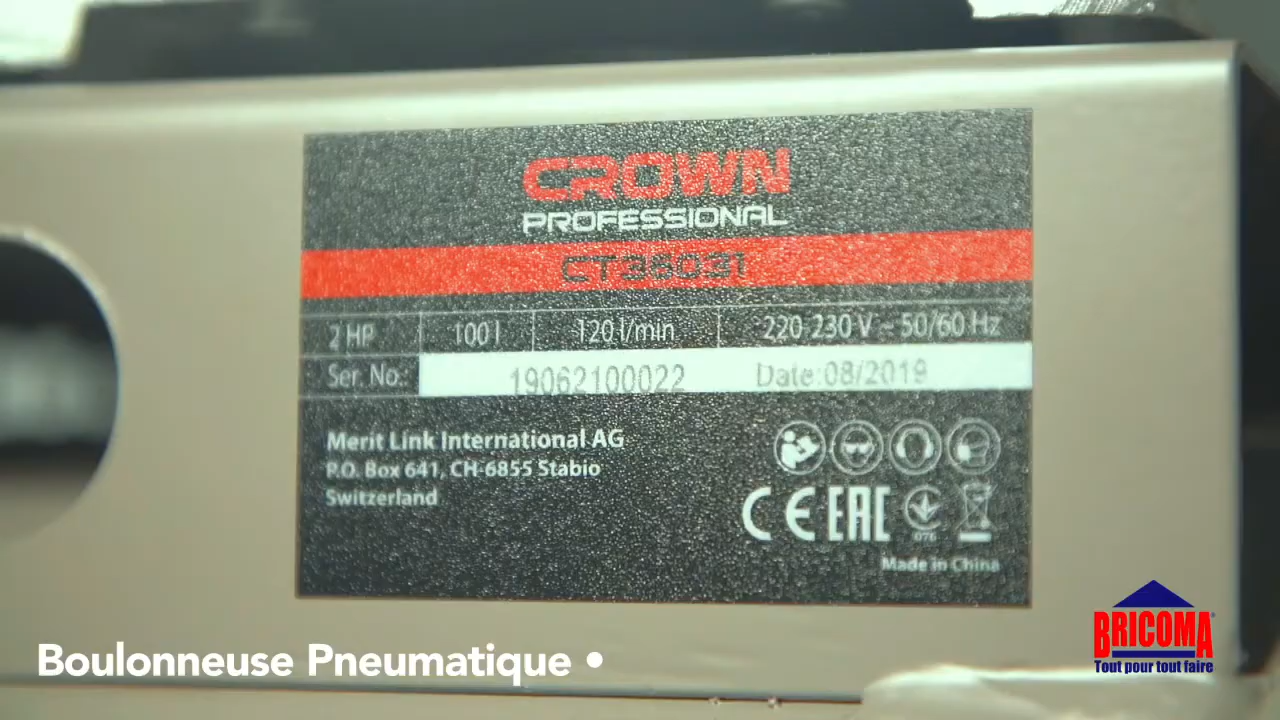 CROWN
PROFESSIONAL
CT36031
2 HP 100 l 120 l/min 220-230 V ~ 50/60 Hz
Ser. No.: 19062100022 Date:08/2019
Merit Link International AG
P.O. Box 641, CH-6855 Stabio
Switzerland
CE EAC
076
Made in China
Boulonneuse Pneumatique •
BRICOMA
Tout pour tout faire